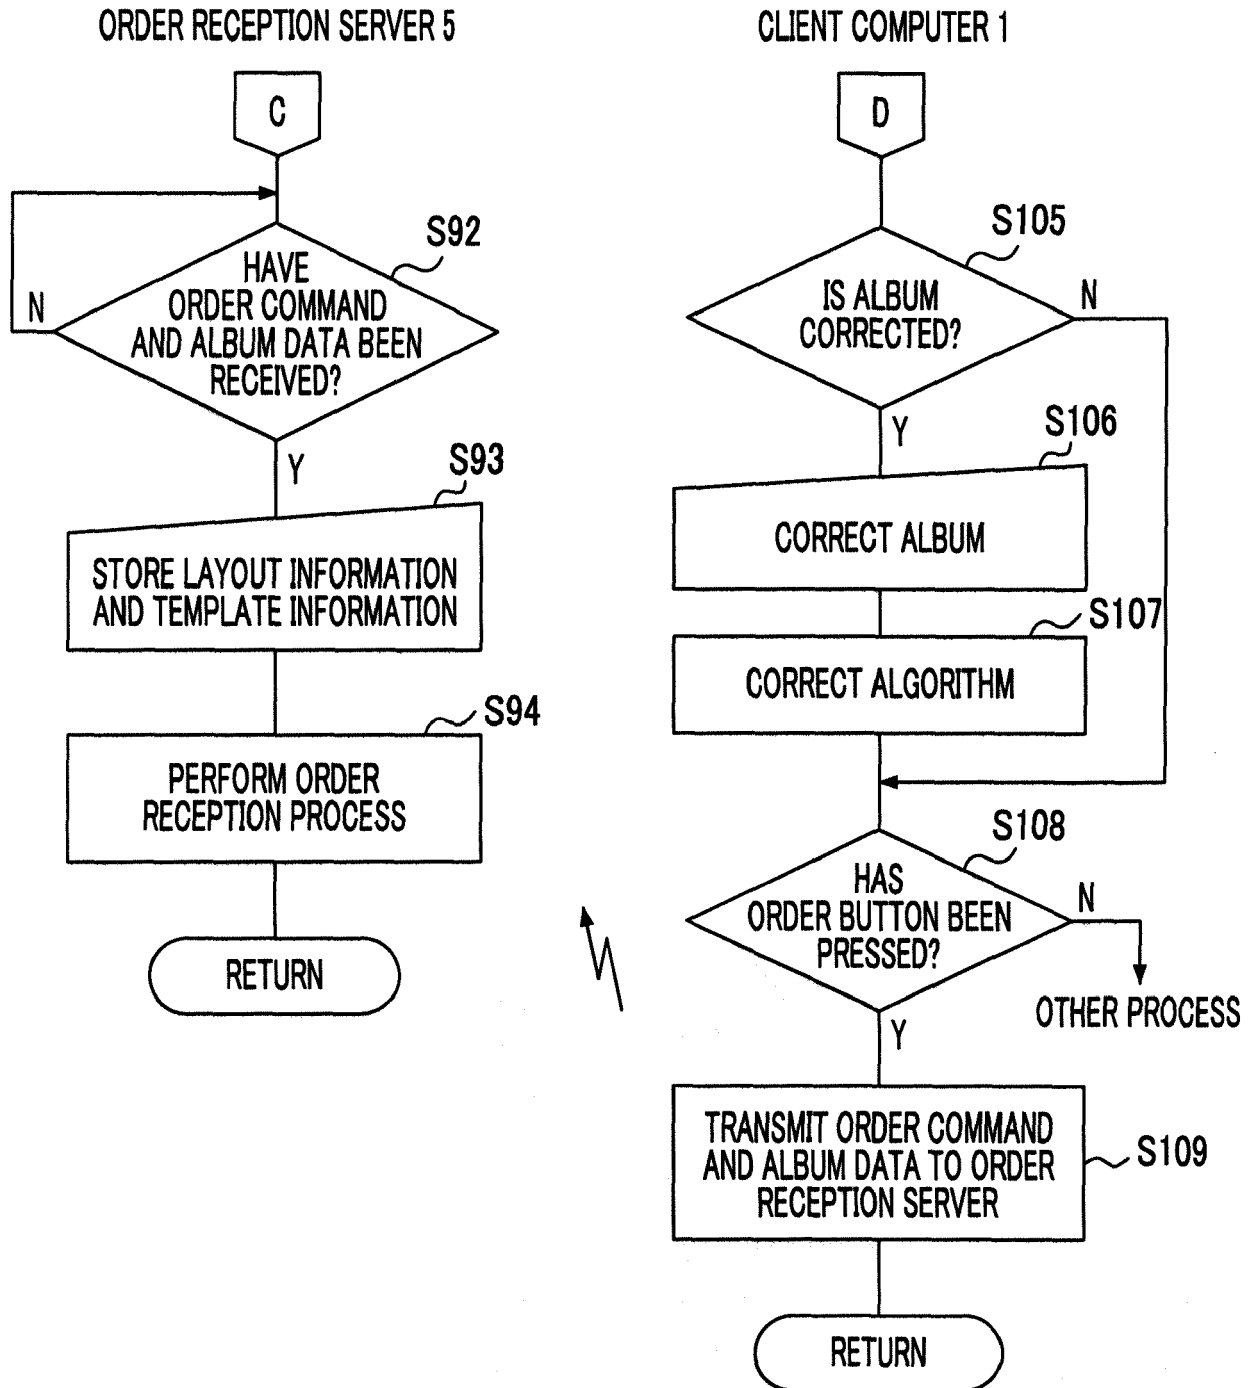 ORDER RECEPTION SERVER 5
C
S92
HAVE
ORDER COMMAND
AND ALBUM DATA BEEN
RECEIVED?
N
Y
S93
STORE LAYOUT INFORMATION
AND TEMPLATE INFORMATION
S94
PERFORM ORDER
RECEPTION PROCESS
RETURN
CLIENT COMPUTER 1
D
S105
IS ALBUM
CORRECTED?
N
Y
S106
CORRECT ALBUM
S107
CORRECT ALGORITHM
S108
HAS
ORDER BUTTON BEEN
PRESSED?
N
OTHER PROCESS
Y
TRANSMIT ORDER COMMAND
AND ALBUM DATA TO ORDER
RECEPTION SERVER
S109
RETURN